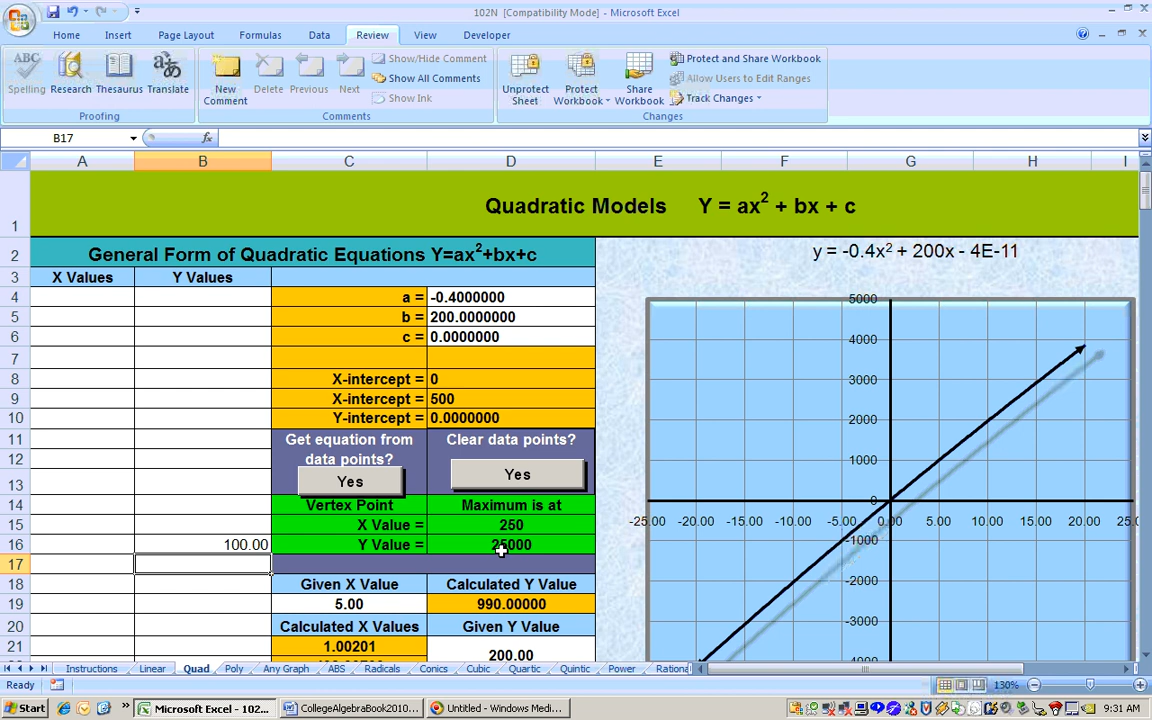 102N [Compatibility Mode] - Microsoft Excel
Home Insert Page Layout Formulas Data Review View Developer
ABC
Spelling Research Thesaurus Translate
Proofing
New Comment Delete Previous Next
Show/Hide Comment
Show All Comments
Show Ink
Comments
Unprotect Sheet Protect Workbook Share Workbook
Protect and Share Workbook
Allow Users to Edit Ranges
Track Changes
Changes
B17 fx
A B C D E F G H I
1 Quadratic Models Y = ax² + bx + c
2 General Form of Quadratic Equations Y=ax²+bx+c
3 X Values Y Values
4 a = -0.4000000
5 b = 200.0000000
6 c = 0.0000000
7
8 X-intercept = 0
9 X-intercept = 500
10 Y-intercept = 0.0000000
11 Get equation from Clear data points?
12 data points?
13 Yes Yes
14 Vertex Point Maximum is at
15 X Value = 250
16 100.00 Y Value = 25000
17
18 Given X Value Calculated Y Value
19 5.00 990.00000
20 Calculated X Values Given Y Value
21 1.00201
200.00
y = -0.4x² + 200x - 4E-11
5000
4000
3000
2000
1000
0
-25.00 -20.00 -15.00 -10.00 -5.00 0.00 5.00 10.00 15.00 20.00 25.0
-1000
-2000
-3000
-4000
Instructions Linear Quad Poly Any Graph ABS Radicals Conics Cubic Quartic Quintic Power Rationa
Ready 130%
Start Microsoft Excel - 102... CollegeAlgebraBook2010... Untitled - Windows Medi... 9:31 AM